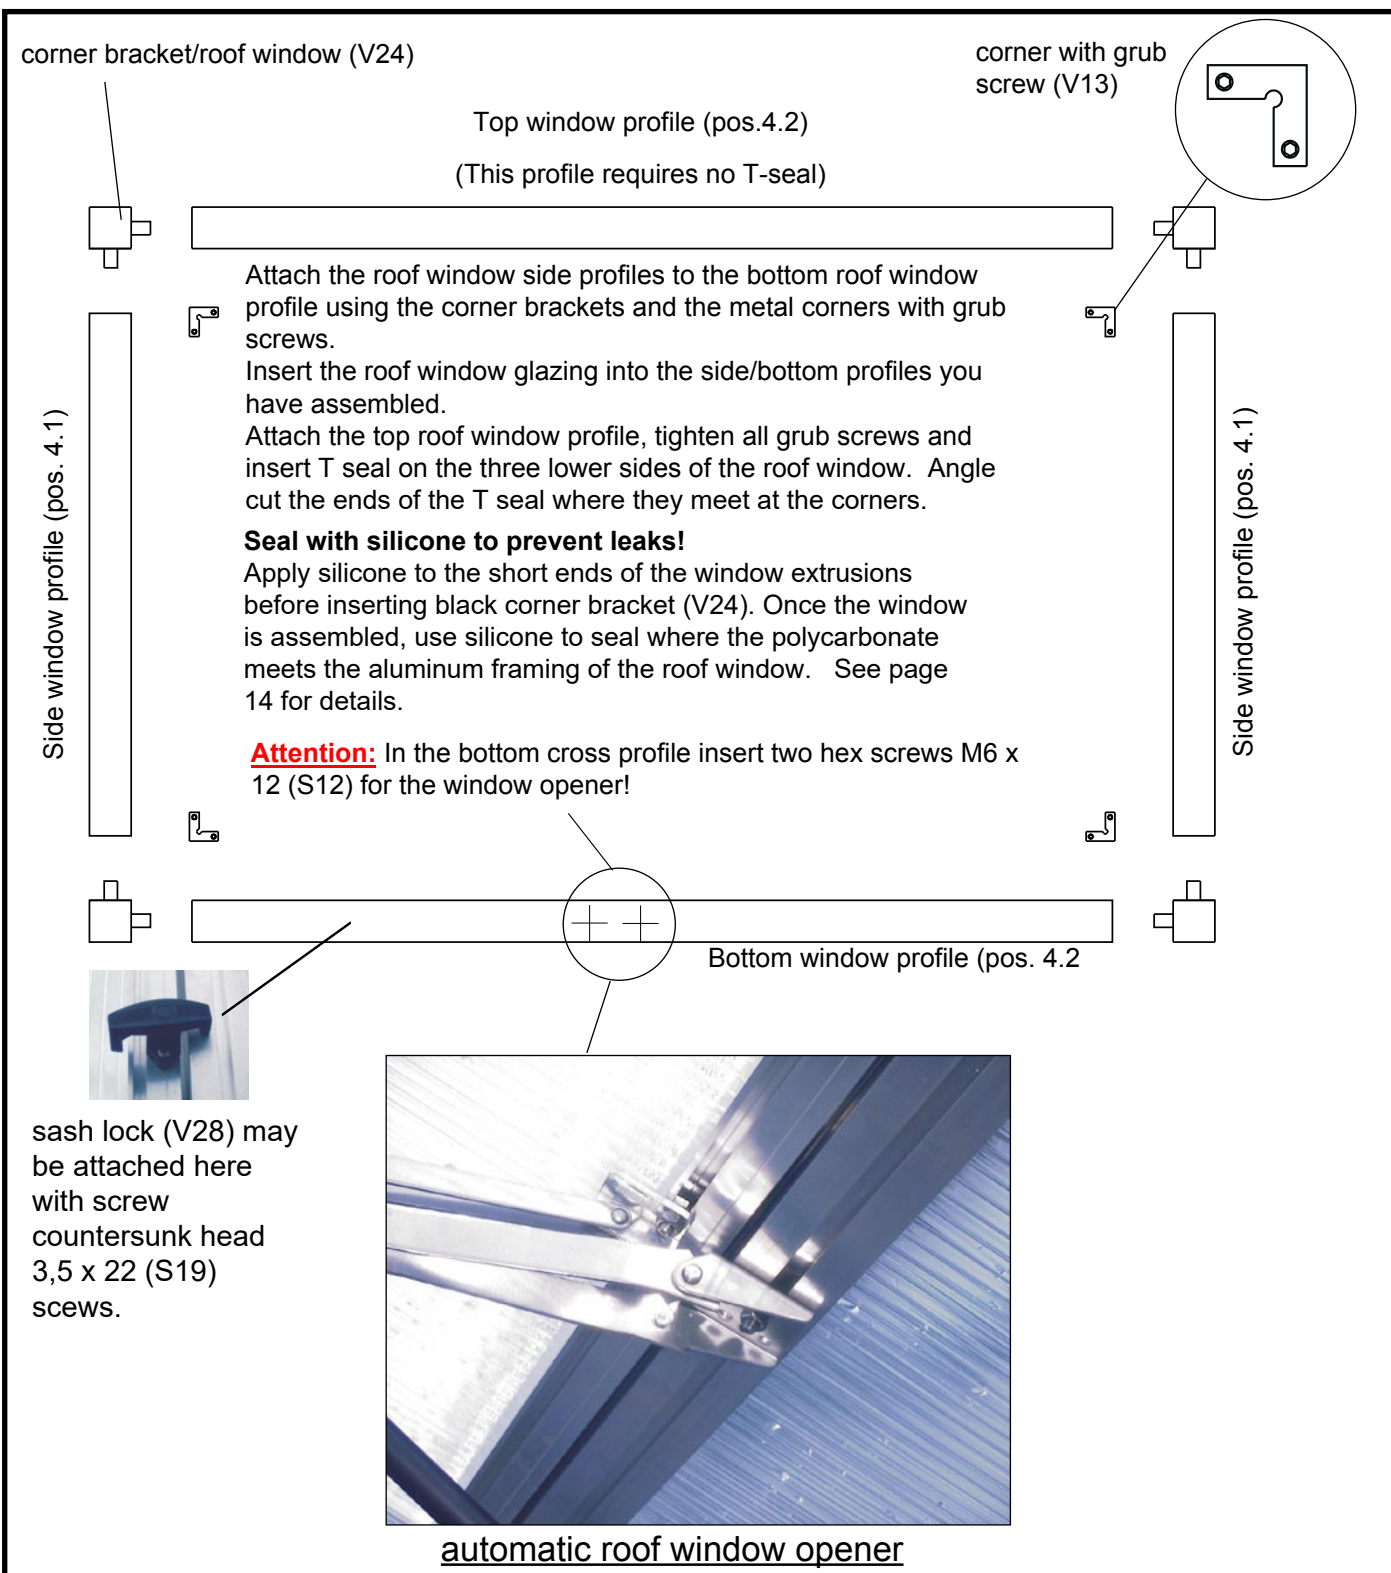 corner bracket/roof window (V24)
corner with grub
screw (V13)
Top window profile (pos.4.2)
(This profile requires no T-seal)
Attach the roof window side profiles to the bottom roof window
profile using the corner brackets and the metal corners with grub
screws.
Insert the roof window glazing into the side/bottom profiles you
have assembled.
Attach the top roof window profile, tighten all grub screws and
insert T seal on the three lower sides of the roof window.  Angle
cut the ends of the T seal where they meet at the corners.
Seal with silicone to prevent leaks!
Apply silicone to the short ends of the window extrusions
before inserting black corner bracket (V24). Once the window
is assembled, use silicone to seal where the polycarbonate
meets the aluminum framing of the roof window.   See page
14 for details.
Attention: In the bottom cross profile insert two hex screws M6 x
12 (S12) for the window opener!
Side window profile (pos. 4.1)
Side window profile (pos. 4.1)
Bottom window profile (pos. 4.2
sash lock (V28) may
be attached here
with screw
countersunk head
3,5 x 22 (S19)
scews.
automatic roof window opener